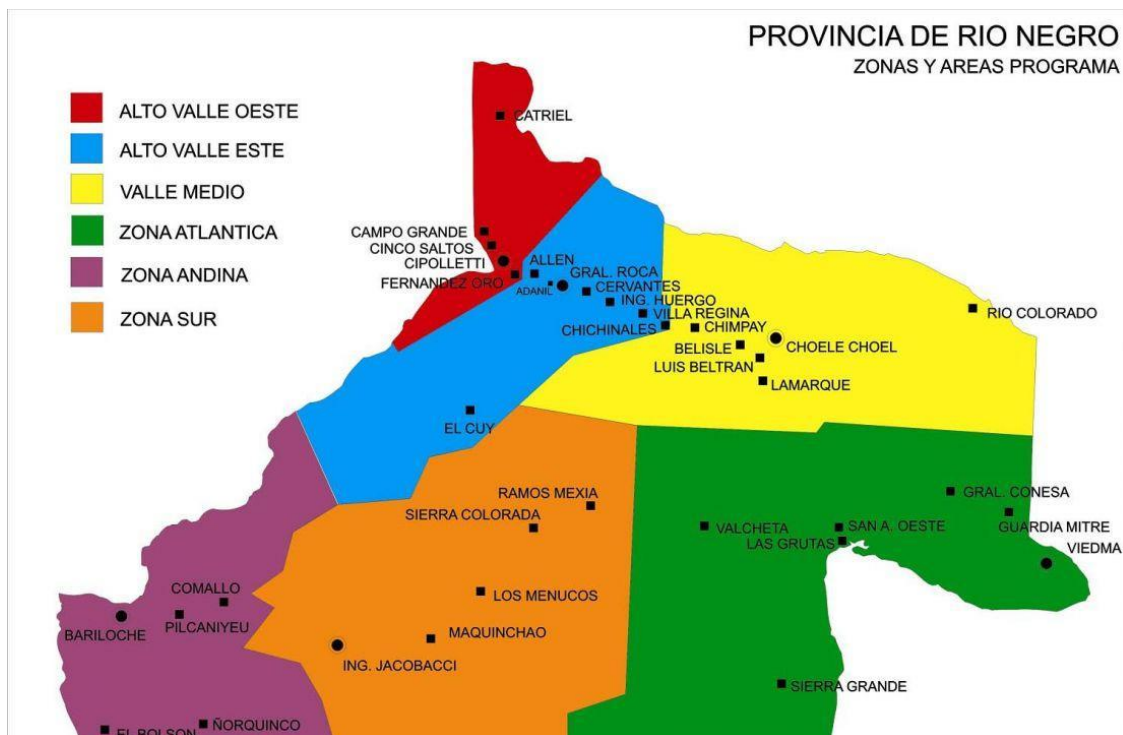 PROVINCIA DE RIO NEGRO
ZONAS Y AREAS PROGRAMA
ALTO VALLE OESTE
ALTO VALLE ESTE
VALLE MEDIO
ZONA ATLANTICA
ZONA ANDINA
ZONA SUR
CATRIEL
CAMPO GRANDE
CINCO SALTOS
CIPOLLETTI
FERNANDEZ ORO
ALLEN
ADANIL
GRAL. ROCA
CERVANTES
ING. HUERGO
VILLA REGINA
CHICHINALES
CHIMPAY
BELISLE
CHOELE CHOEL
LUIS BELTRAN
LAMARQUE
RIO COLORADO
EL CUY
RAMOS MEXIA
SIERRA COLORADA
VALCHETA
SAN A. OESTE
LAS GRUTAS
GRAL. CONESA
GUARDIA MITRE
VIEDMA
COMALLO
PILCANIYEU
BARILOCHE
LOS MENUCOS
MAQUINCHAO
ING. JACOBACCI
SIERRA GRANDE
ÑORQUINCO
EL BOLSON